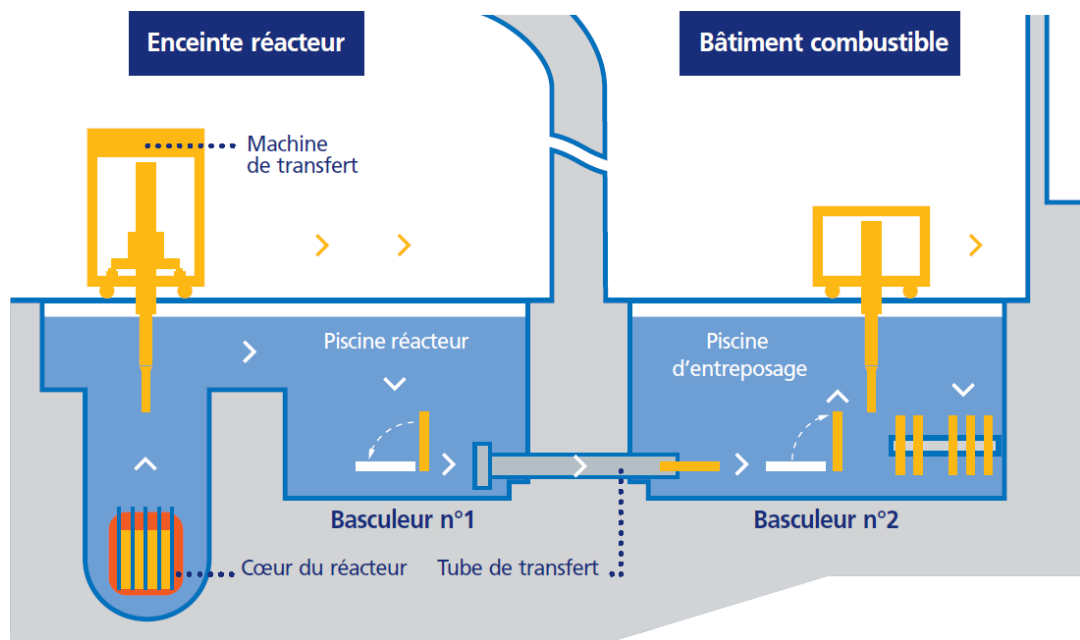 Enceinte réacteur
Bâtiment combustible
Machine
de transfert
Piscine réacteur
Piscine
d'entreposage
Basculeur n°1
Basculeur n°2
Cœur du réacteur
Tube de transfert